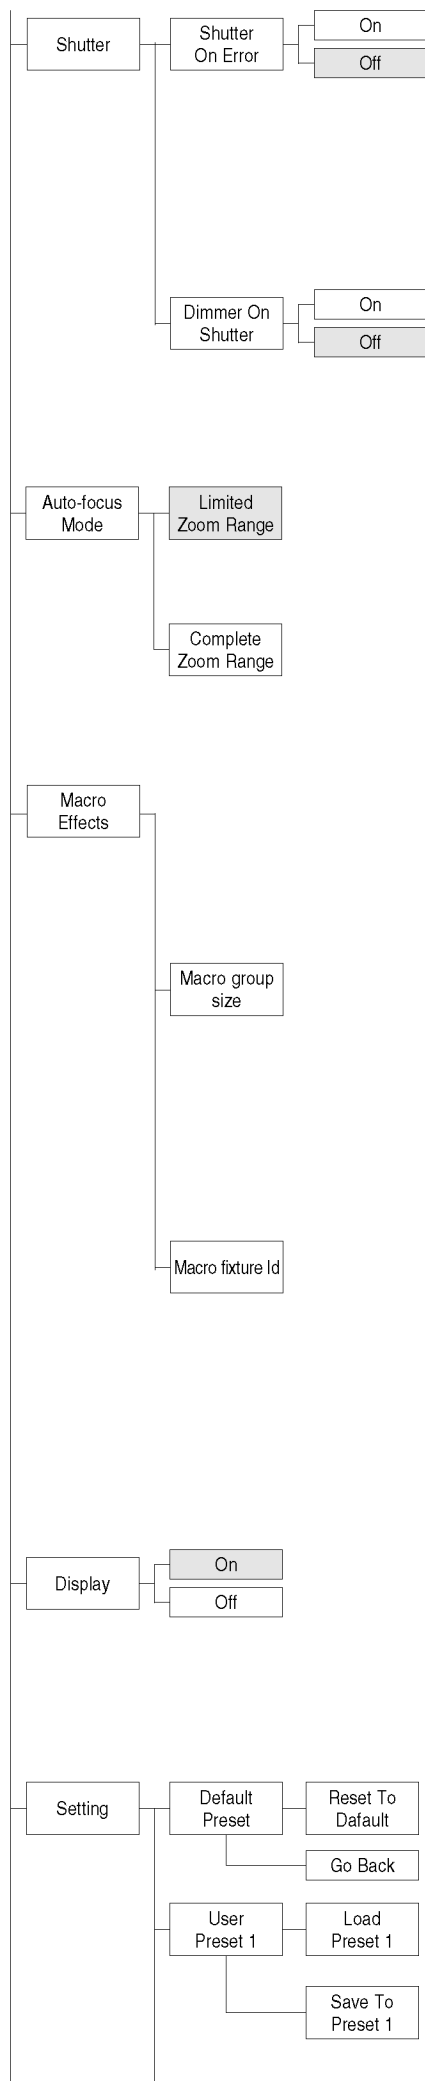 Shutter
Shutter
On Error
On
Off
Dimmer On
Shutter
On
Off
Auto-focus
Mode
Limited
Zoom Range
Complete
Zoom Range
Macro
Effects
Macro group
size
Macro fixture Id
Display
On
Off
Setting
Default
Preset
Reset To
Dafault
Go Back
User
Preset 1
Load
Preset 1
Save To
Preset 1